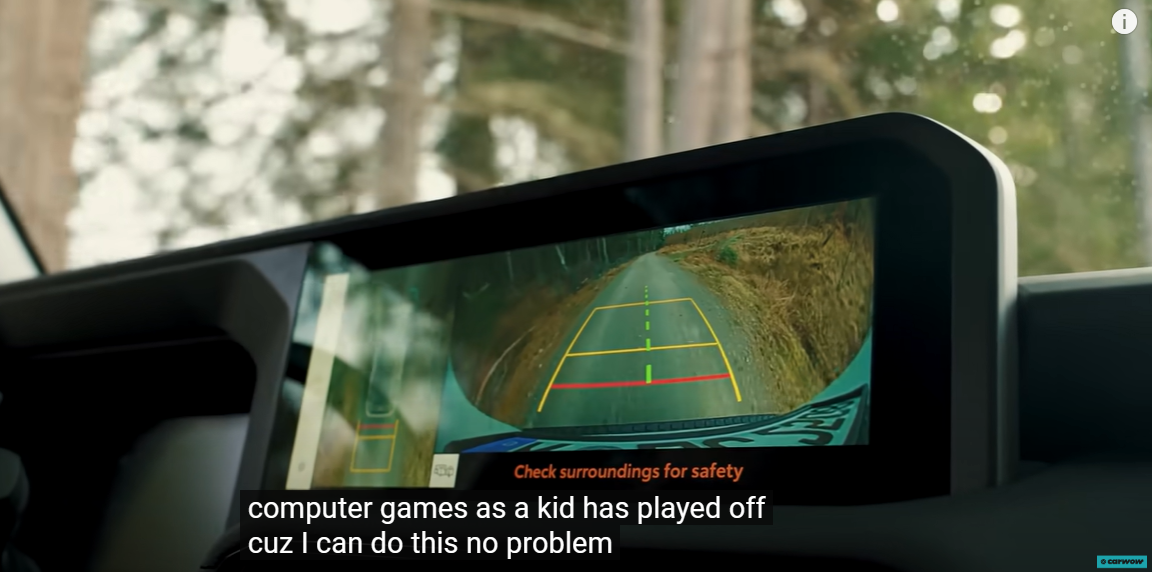 i
Check surroundings for safety
computer games as a kid has played off
cuz I can do this no problem
carwow